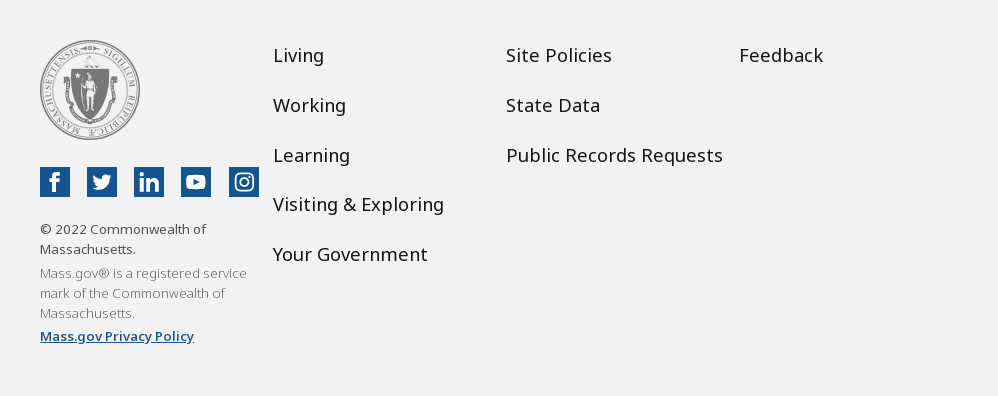 SIGILLUM REIPUBLICÆ MASSACHUSETTENSIS
© 2022 Commonwealth of
Massachusetts.
Mass.gov® is a registered service
mark of the Commonwealth of
Massachusetts.
Mass.gov Privacy Policy
Living
Working
Learning
Visiting & Exploring
Your Government
Site Policies
State Data
Public Records Requests
Feedback